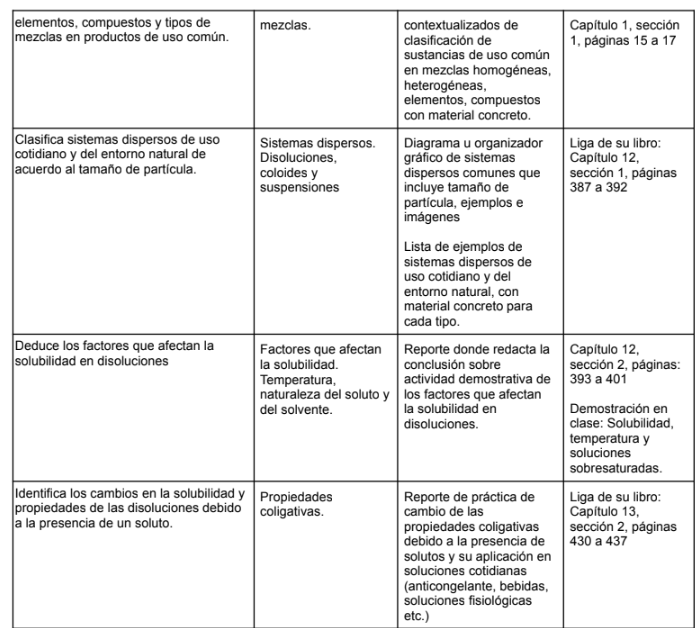 elementos, compuestos y tipos de
mezclas en productos de uso común.
mezclas.
contextualizados de
clasificación de
sustancias de uso común
en mezclas homogéneas,
heterogéneas,
elementos, compuestos
con material concreto.
Capítulo 1, sección
1, páginas 15 a 17
Clasifica sistemas dispersos de uso
cotidiano y del entorno natural de
acuerdo al tamaño de partícula.
Sistemas dispersos.
Disoluciones,
coloides y
suspensiones
Diagrama u organizador
gráfico de sistemas
dispersos comunes que
incluye tamaño de
partícula, ejemplos e
imágenes
Lista de ejemplos de
sistemas dispersos de
uso cotidiano y del
entorno natural, con
material concreto para
cada tipo.
Liga de su libro:
Capítulo 12,
sección 1, páginas
387 a 392
Deduce los factores que afectan la
solubilidad en disoluciones
Factores que afectan
la solubilidad.
Temperatura,
naturaleza del soluto y
del solvente.
Reporte donde redacta la
conclusión sobre
actividad demostrativa de
los factores que afectan
la solubilidad en
disoluciones.
Capítulo 12,
sección 2, páginas:
393 a 401
Demostración en
clase: Solubilidad,
temperatura y
soluciones
sobresaturadas.
Identifica los cambios en la solubilidad y
propiedades de las disoluciones debido
a la presencia de un soluto.
Propiedades
coligativas.
Reporte de práctica de
cambio de las
propiedades coligativas
debido a la presencia de
solutos y su aplicación en
soluciones cotidianas
(anticongelante, bebidas,
soluciones fisiológicas
etc.)
Liga de su libro:
Capítulo 13,
sección 2, páginas
430 a 437